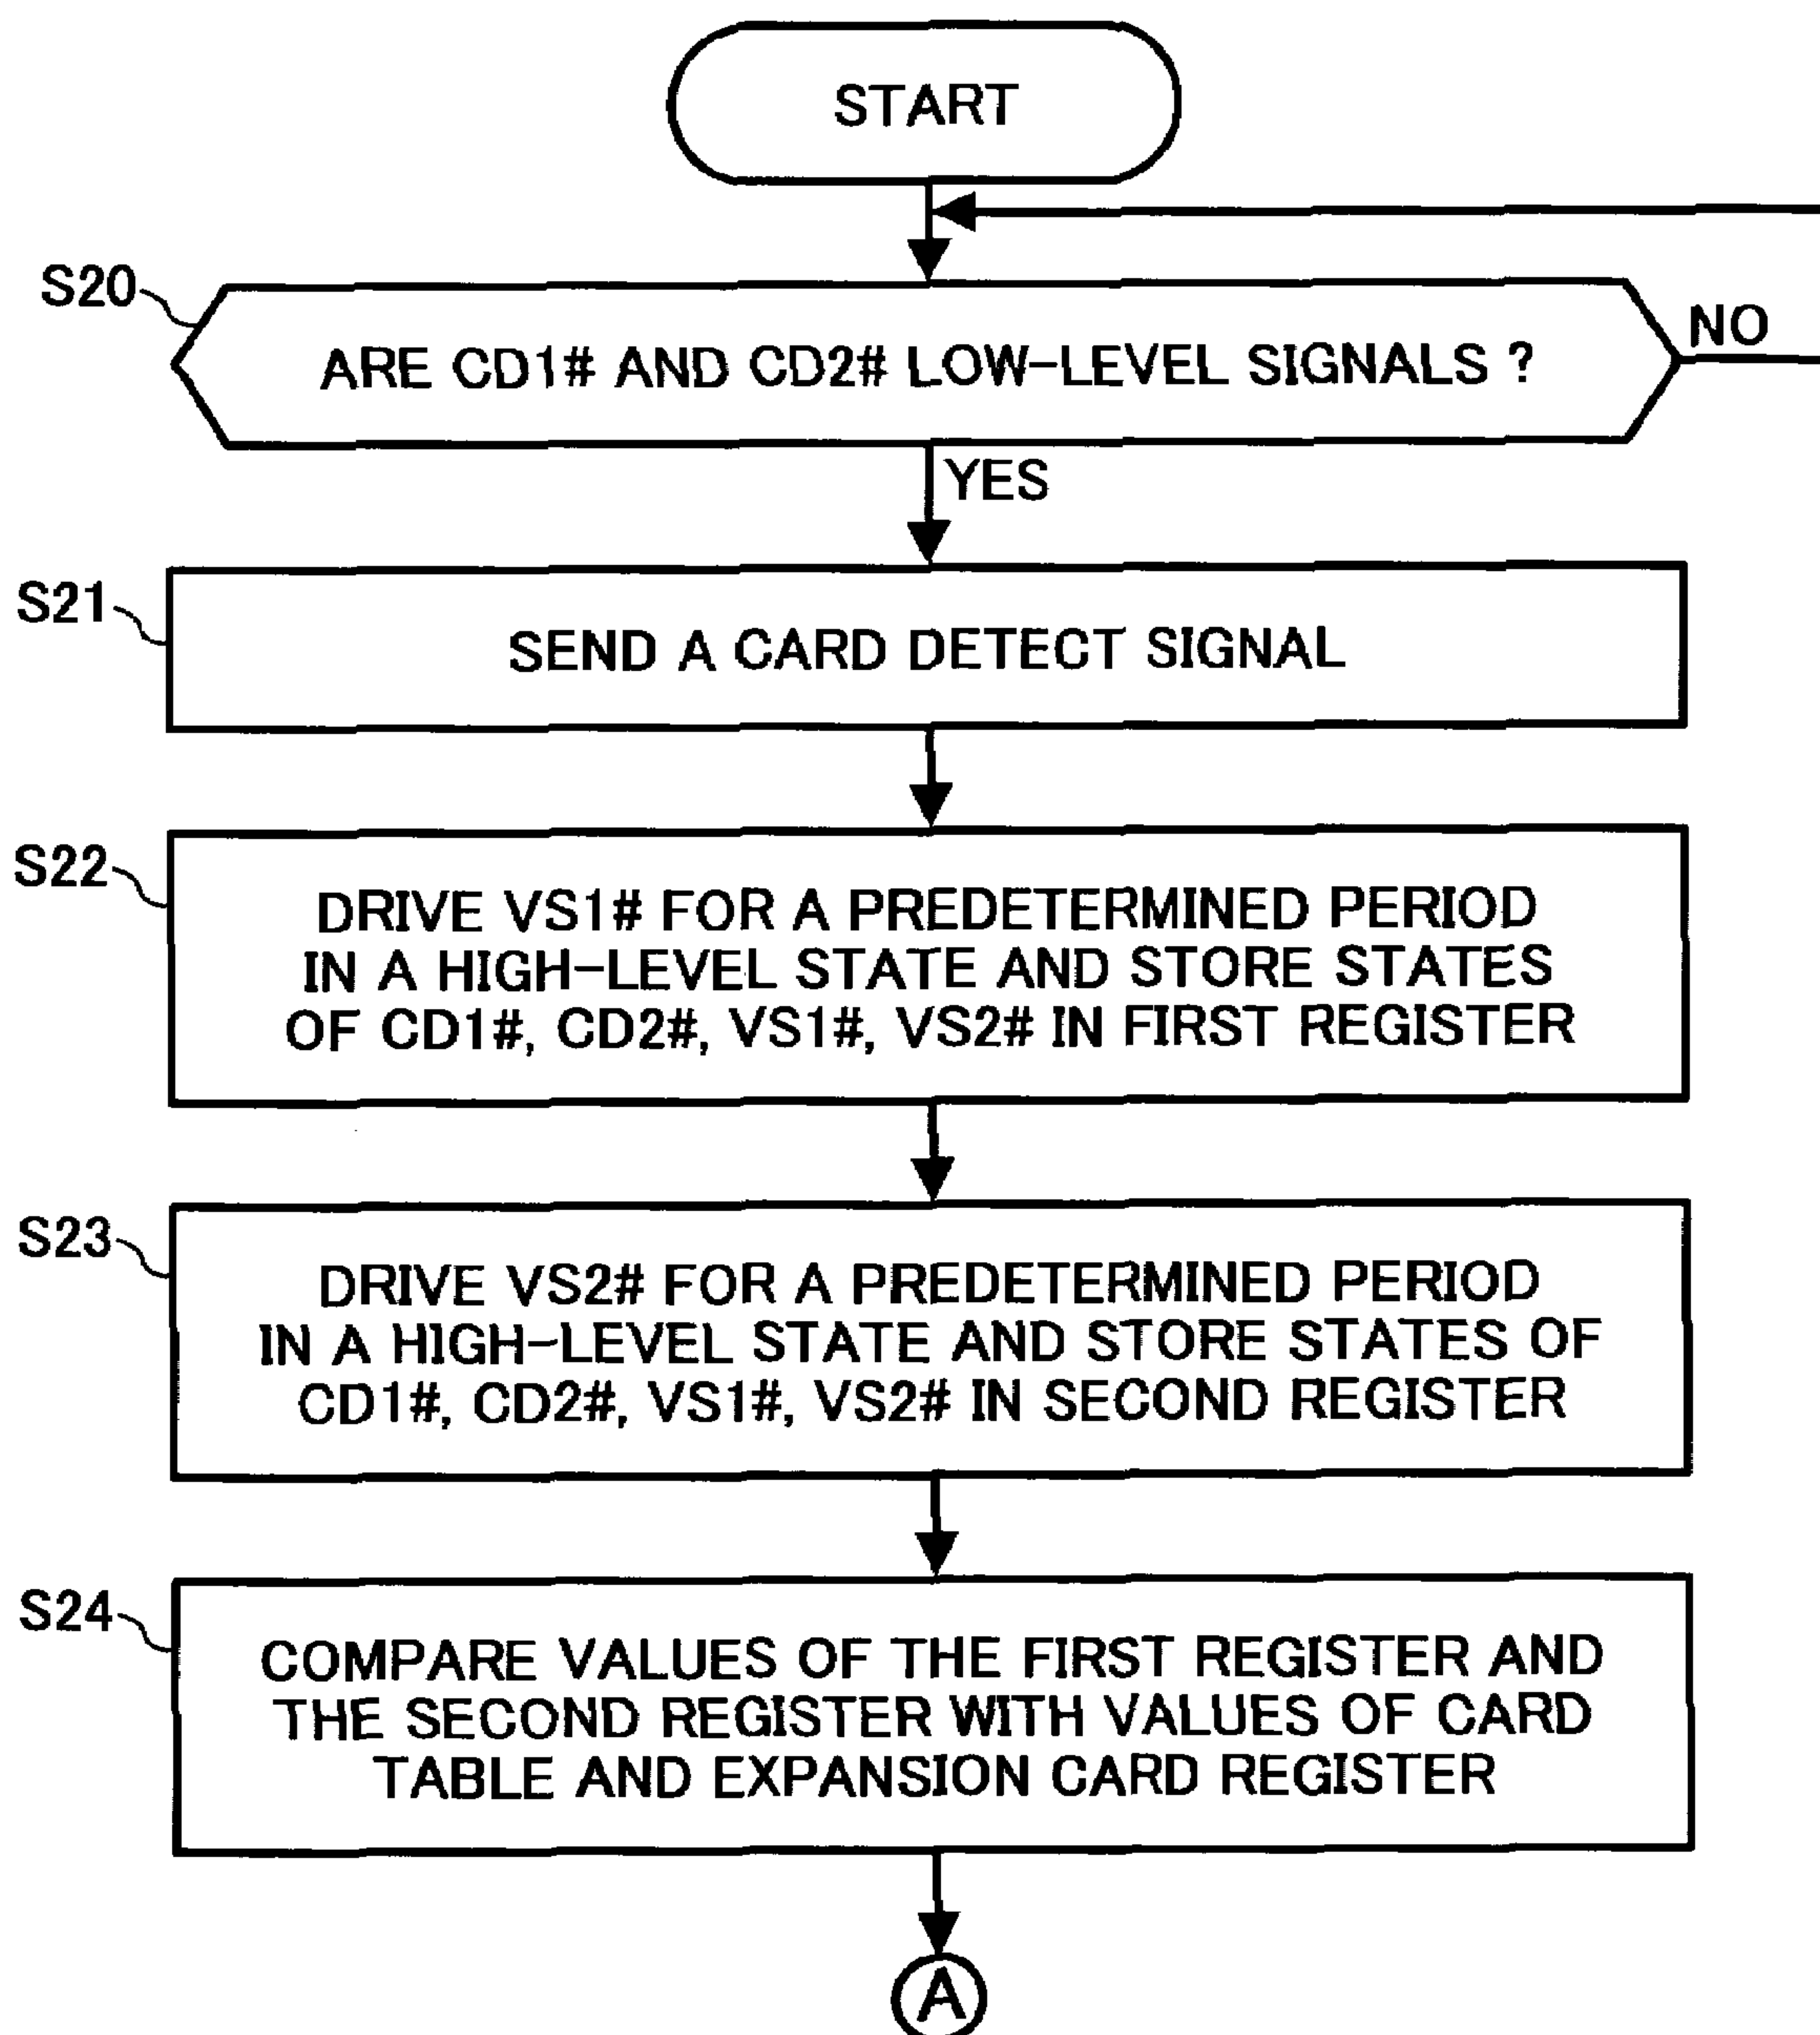 START
S20
ARE CD1# AND CD2# LOW-LEVEL SIGNALS ?
NO
YES
S21
SEND A CARD DETECT SIGNAL
S22
DRIVE VS1# FOR A PREDETERMINED PERIOD
IN A HIGH-LEVEL STATE AND STORE STATES
OF CD1#, CD2#, VS1#, VS2# IN FIRST REGISTER
S23
DRIVE VS2# FOR A PREDETERMINED PERIOD
IN A HIGH-LEVEL STATE AND STORE STATES OF
CD1#, CD2#, VS1#, VS2# IN SECOND REGISTER
S24
COMPARE VALUES OF THE FIRST REGISTER AND
THE SECOND REGISTER WITH VALUES OF CARD
TABLE AND EXPANSION CARD REGISTER
A